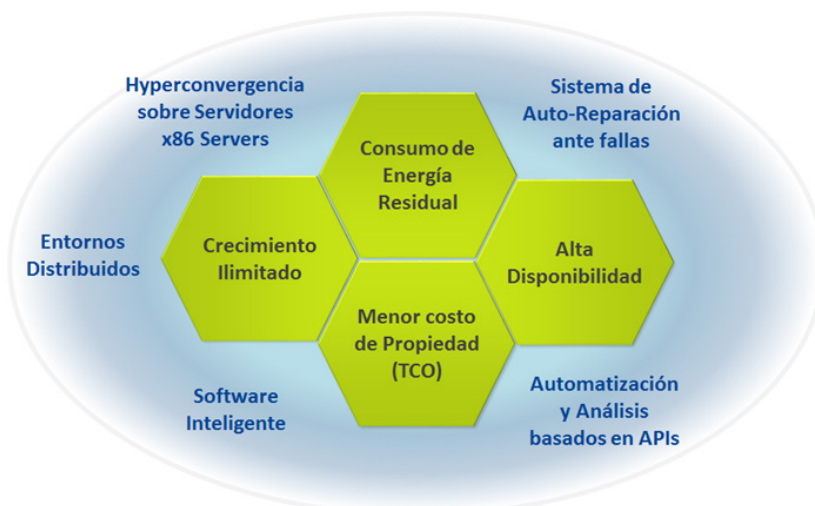 Hyperconvergencia
sobre Servidores
x86 Servers
Sistema de
Auto-Reparación
ante fallas
Consumo de
Energía
Residual
Entornos
Distribuidos
Crecimiento
Ilimitado
Alta
Disponibilidad
Menor costo
de Propiedad
(TCO)
Software
Inteligente
Automatización
y Análisis
basados en APIs